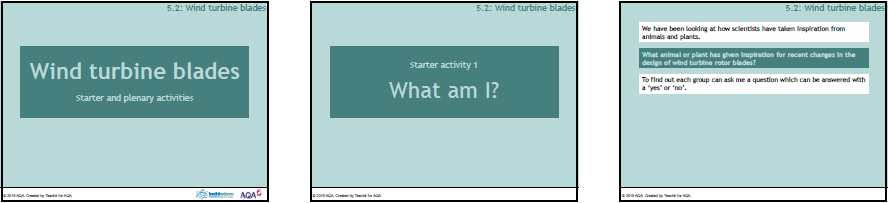 5.2: Wind turbine blades
Wind turbine blades
Starter and plenary activities
© 2015 AQA. Created by Teachit for AQA.
AQA
5.2: Wind turbine blades
Starter activity 1
What am I?
© 2015 AQA. Created by Teachit for AQA.
5.2: Wind turbine blades
We have been looking at how scientists have taken inspiration from
animals and plants.
What animal or plant has given inspiration for recent changes in the
design of wind turbine rotor blades?
To find out each group can ask me a question which can be answered with
a ‘yes’ or ‘no’.
© 2015 AQA. Created by Teachit for AQA.